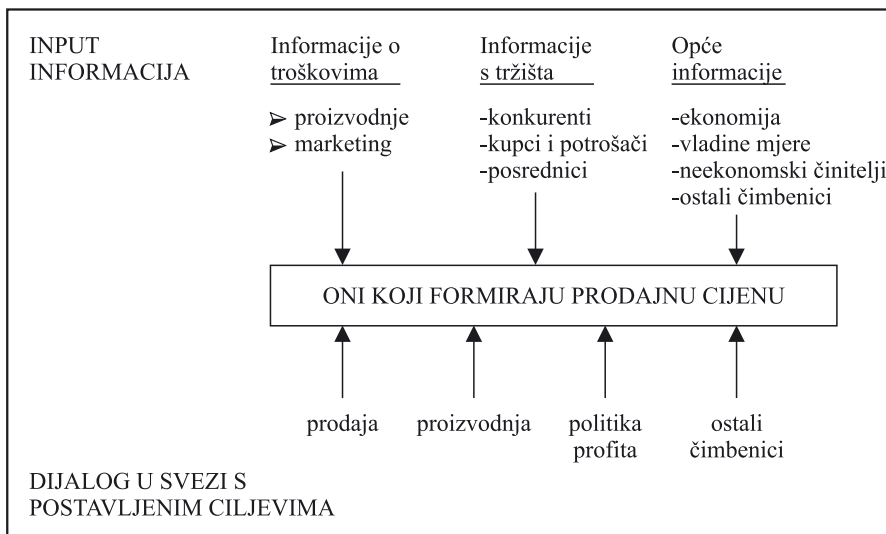 INPUT
INFORMACIJA
Informacije o
troškovima
➢ proizvodnje
➢ marketing
Informacije
s tržišta
-konkurenti
-kupci i potrošači
-posrednici
Opće
informacije
-ekonomija
-vladine mjere
-neekonomski činitelji
-ostali čimbenici
ONI KOJI FORMIRAJU PRODAJNU CIJENU
prodaja
proizvodnja
politika
profita
ostali
čimbenici
DIJALOG U SVEZI S
POSTAVLJENIM CILJEVIMA